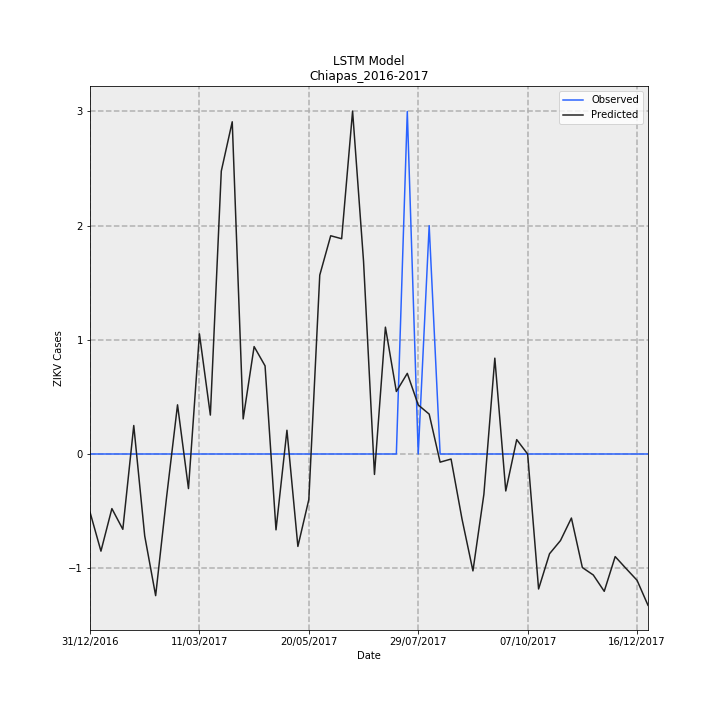 LSTM Model
Chiapas_2016-2017
Observed
Predicted
3
2
1
0
−1
ZIKV Cases
31/12/2016
11/03/2017
20/05/2017
29/07/2017
07/10/2017
16/12/2017
Date